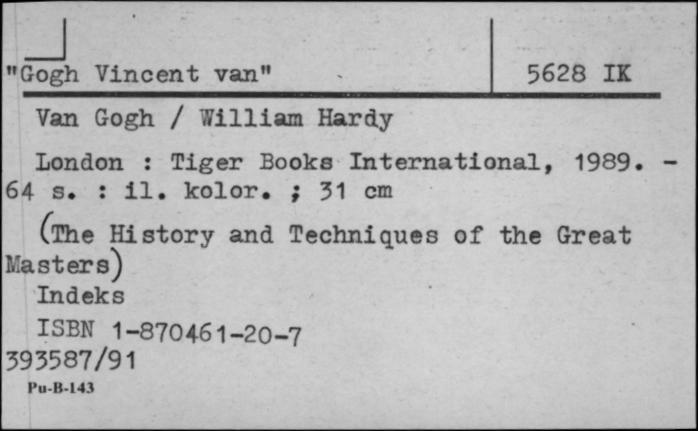 "Gogh Vincent van"
5628 IK
Van Gogh / William Hardy
London : Tiger Books International, 1989. -
64 s. : il. kolor. ; 31 cm
(The History and Techniques of the Great
Masters)
Indeks
ISBN 1-870461-20-7
393587/91
Pu-B-143